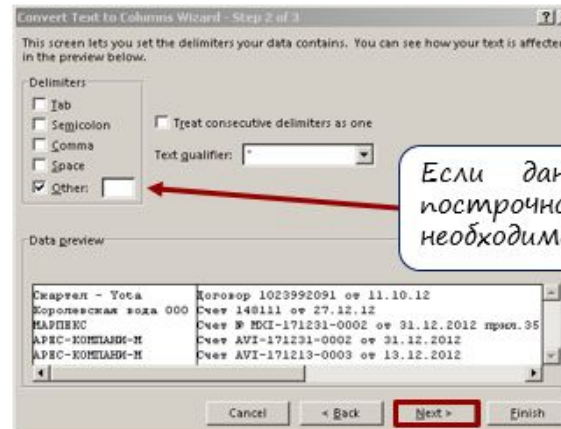 Convert Text to Columns Wizard - Step 2 of 3
This screen lets you set the delimiters your data contains. You can see how your text is affected
in the preview below.
Delimiters
Tab
Semicolon
Comma
Space
Other:
Treat consecutive delimiters as one
Text qualifier: "
Если дан
построчно
необходим
Data preview
Скартел - Yota Договор 1023992091 от 11.10.12
Королевская вода ООО Счет 148111 от 27.12.12
МАРПЕКС Счет № МХІ-171231-0002 от 31.12.2012 прил.35
АРЕС-КОМПАНИ-М Счет AVI-171231-0002 от 31.12.2012
АРЕС-КОМПАНИ-М Счет AVI-171213-0003 от 13.12.2012
Cancel
< Back
Next >
Finish